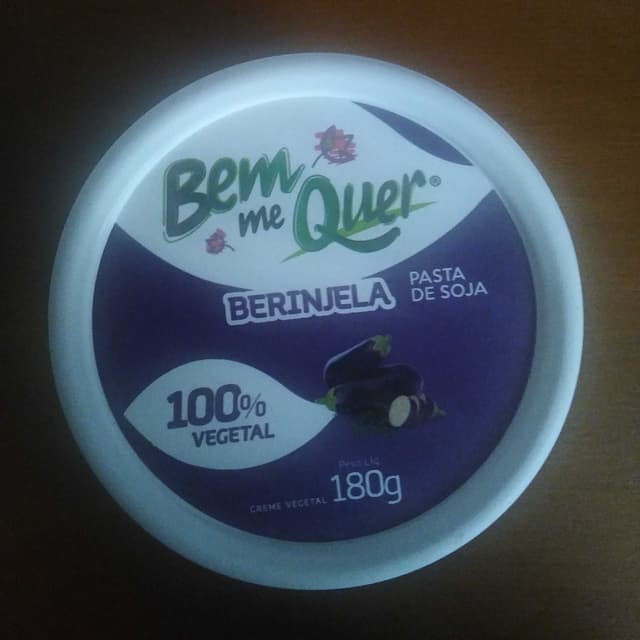 Bem
me Quer®
BERINJELA
PASTA
DE SOJA
100%
VEGETAL
Peso Líq.
CREME VEGETAL 180g